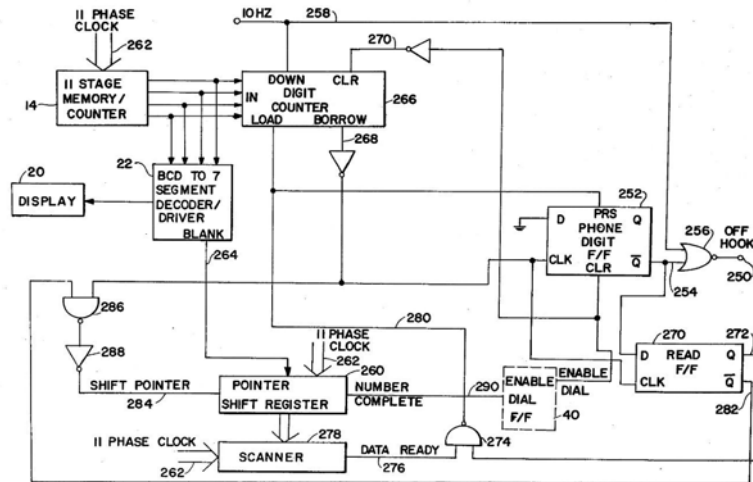 11 PHASE
CLOCK
262
10HZ
258
270
11 STAGE
MEMORY/
COUNTER
14
DOWN CLR
IN DIGIT
COUNTER
LOAD BORROW
266
268
20
DISPLAY
22
BCD TO 7
SEGMENT
DECODER/
DRIVER
BLANK
264
252
PRS
D Q
PHONE
DIGIT
F/F
CLK Q
CLR
256
OFF
HOOK
250
254
286
288
280
11 PHASE
CLOCK
262
270
272
D READ Q
F/F
CLK Q
282
SHIFT POINTER
284
260
POINTER
SHIFT REGISTER
NUMBER
COMPLETE
290
ENABLE
DIAL
F/F
40
ENABLE
DIAL
274
11 PHASE CLOCK
262
278
SCANNER
DATA READY
276